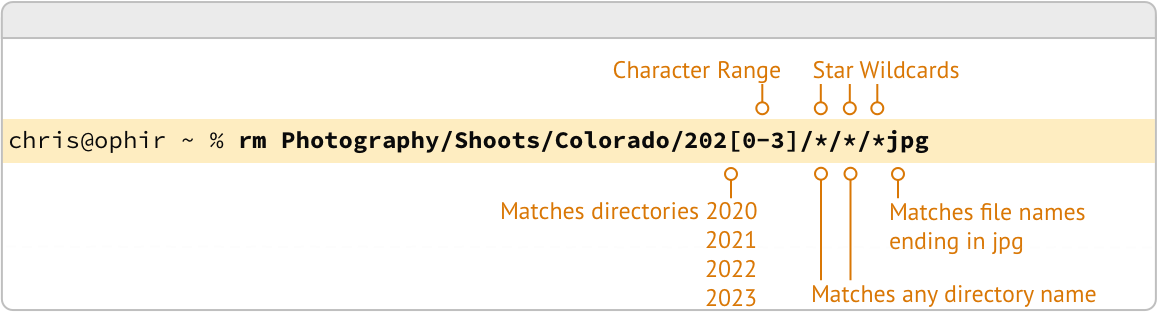 Character Range Star Wildcards
chris@ophir ~ % rm Photography/Shoots/Colorado/202[0-3]/*/*/*jpg
Matches directories 2020
2021
2022
2023
Matches file names
ending in jpg
Matches any directory name